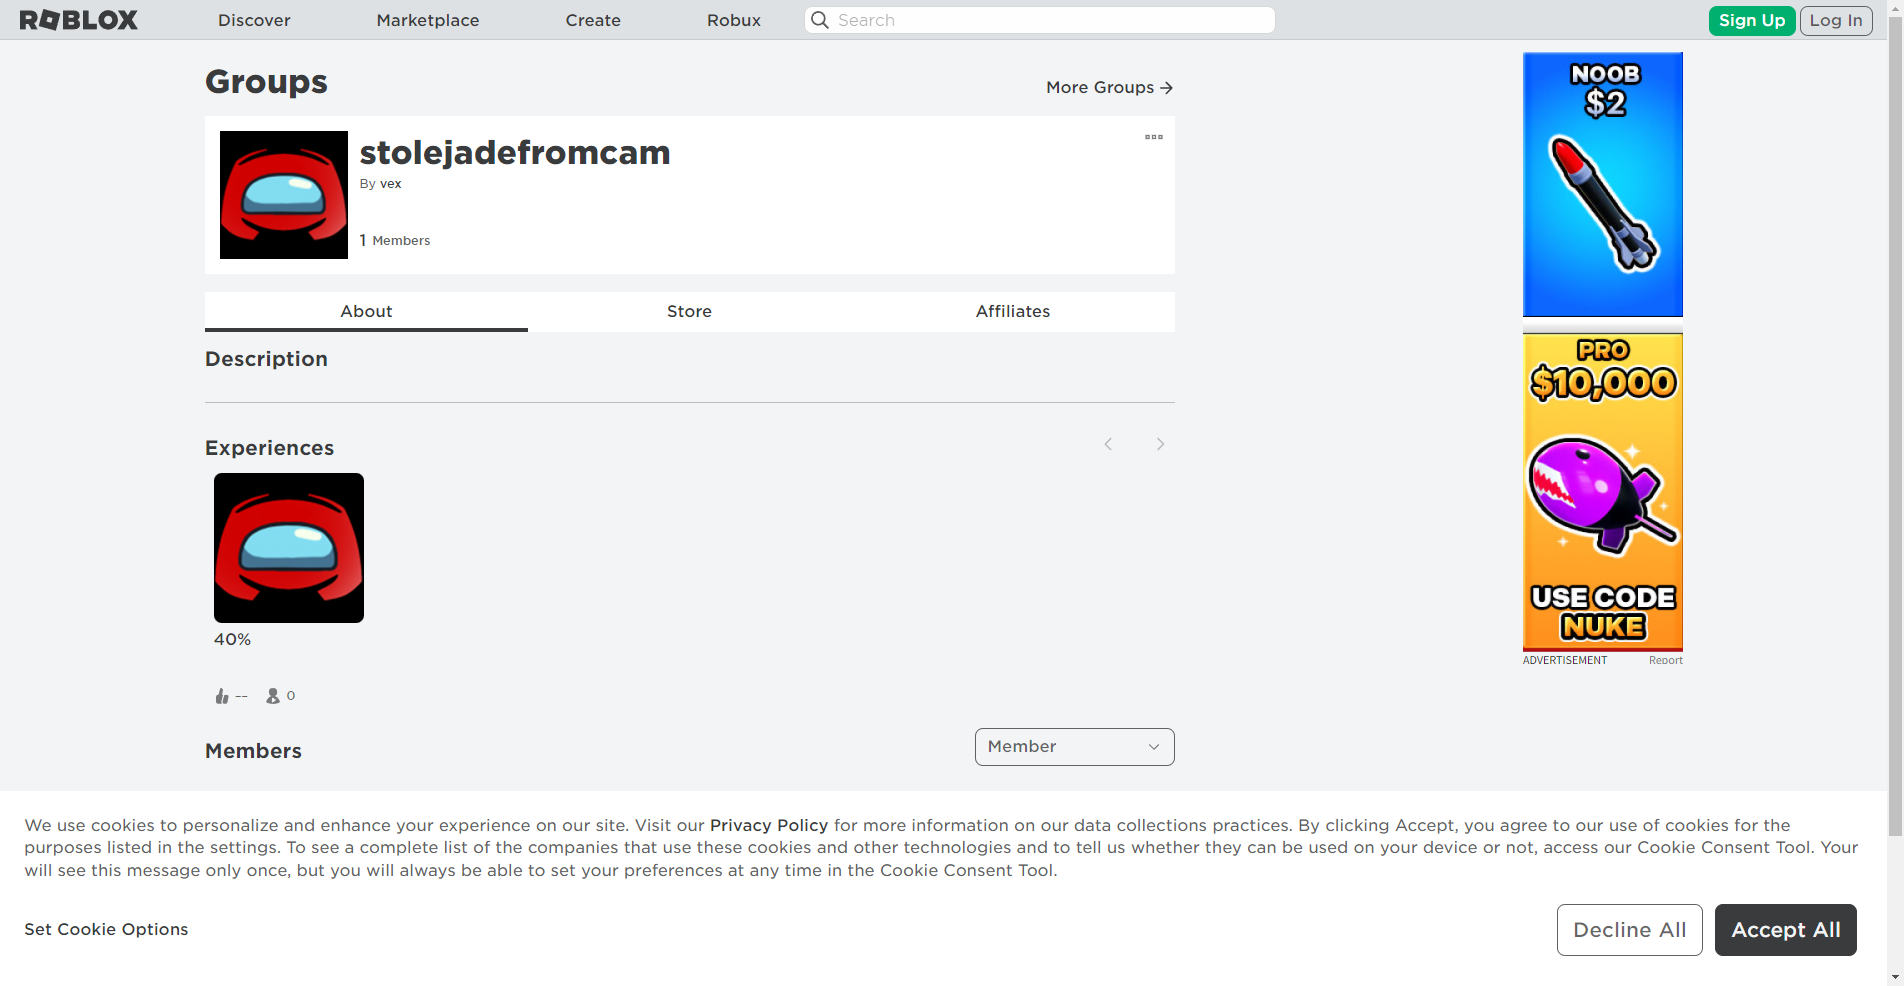 ROBLOX
Discover
Marketplace
Create
Robux
Search
Sign Up
Log In
Groups
More Groups
stolejadefromcam
By vex
1 Members
About
Store
Affiliates
Description
Experiences
40%
-- 0
Members
Member
NOOB
$2
PRO
$10,000
USE CODE
NUKE
ADVERTISEMENT
Report
We use cookies to personalize and enhance your experience on our site. Visit our Privacy Policy for more information on our data collections practices. By clicking Accept, you agree to our use of cookies for the
purposes listed in the settings. To see a complete list of the companies that use these cookies and other technologies and to tell us whether they can be used on your device or not, access our Cookie Consent Tool. Your
will see this message only once, but you will always be able to set your preferences at any time in the Cookie Consent Tool.
Set Cookie Options
Decline All
Accept All